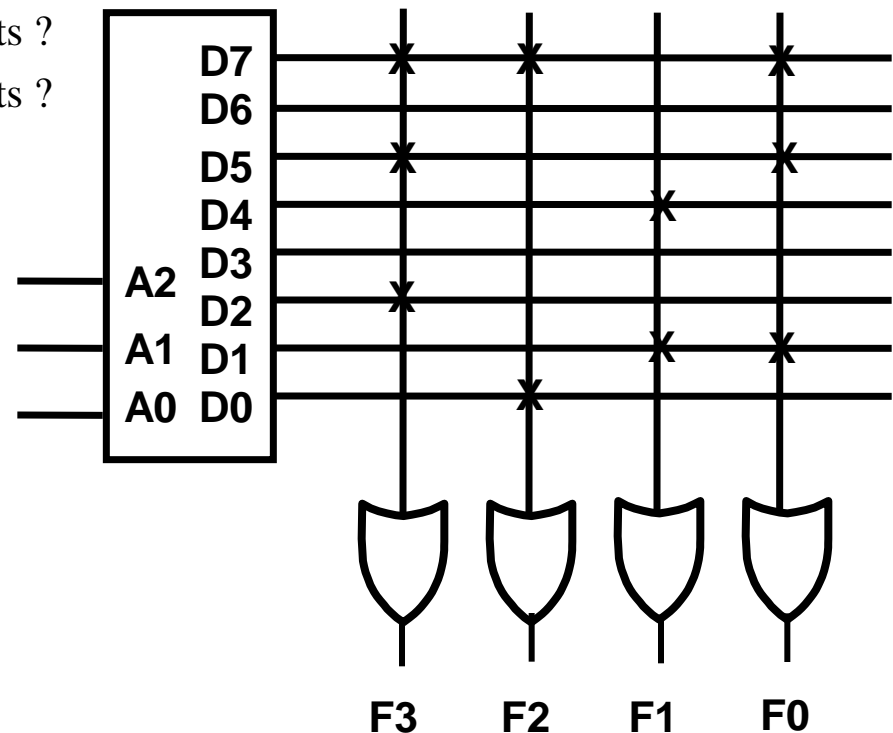 ts ?
ts ?
D7
D6
D5
D4
D3
A2 D2
A1 D1
A0 D0
X X X
X X
X
X
X X
X
F3 F2 F1 F0